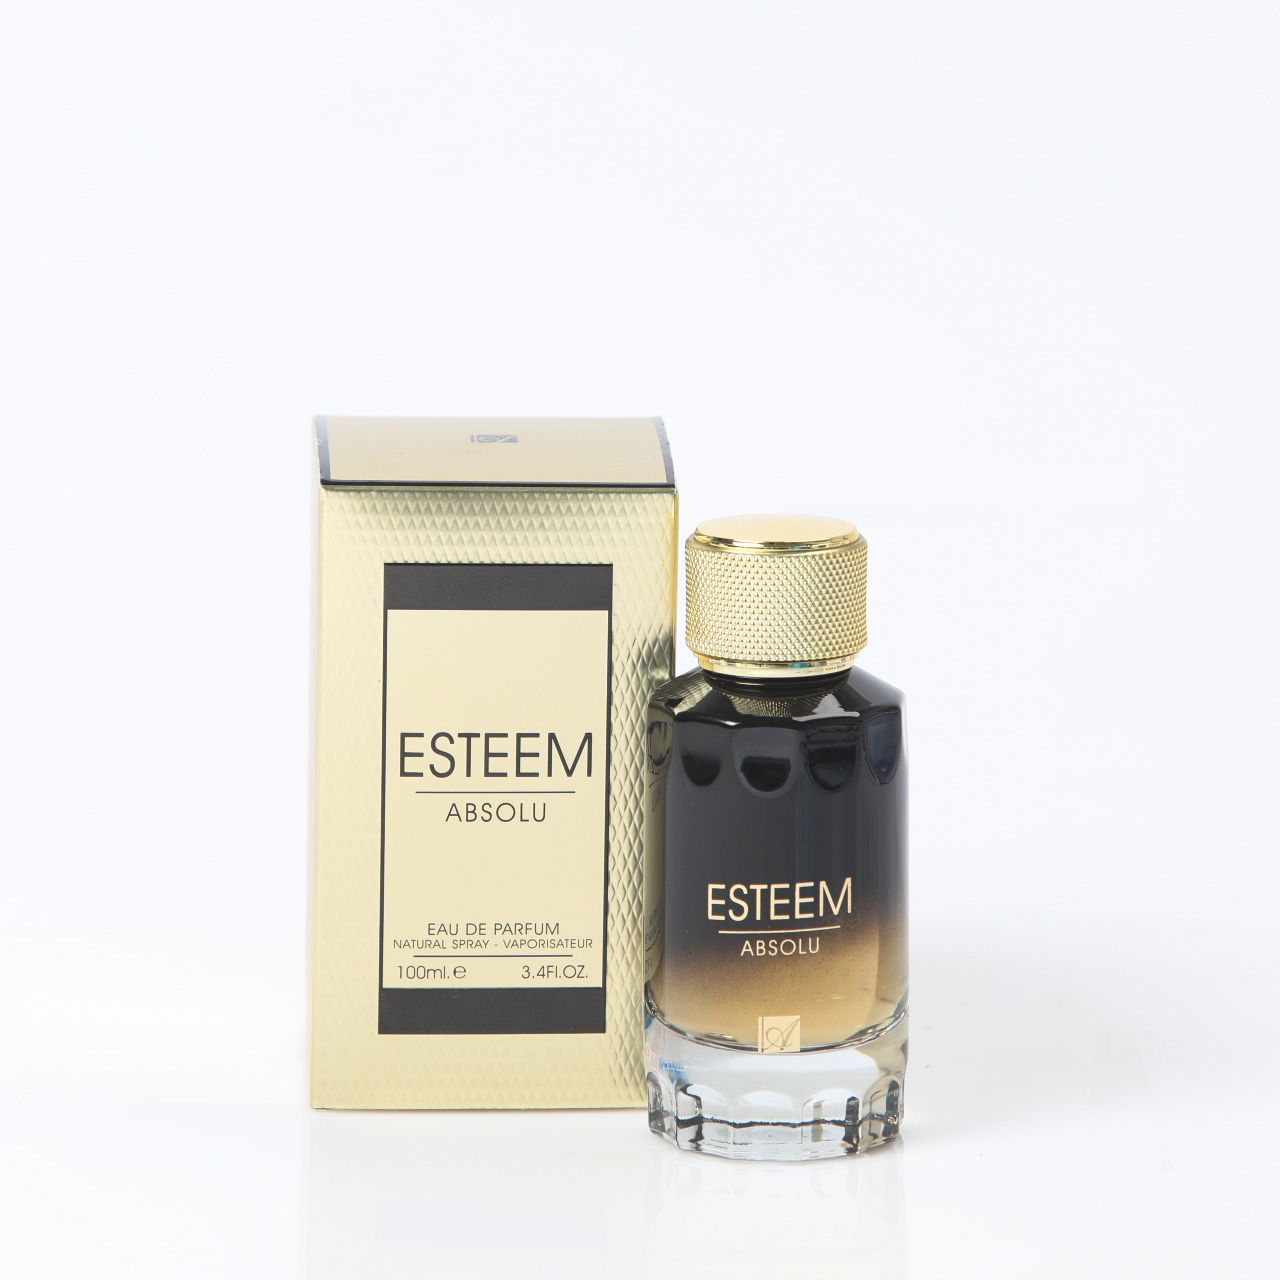 ESTEEM
ABSOLU
EAU DE PARFUM
NATURAL SPRAY - VAPORISATEUR
100ml.℮ 3.4Fl.OZ.
ESTEEM
ABSOLU
A